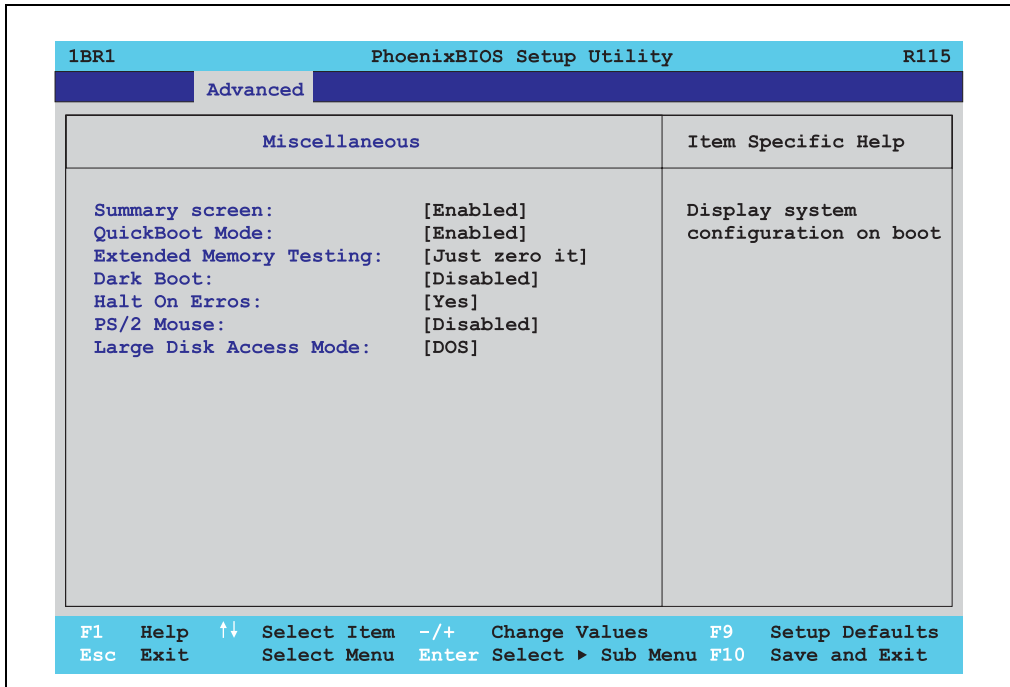 1BR1 PhoenixBIOS Setup Utility R115
Advanced
Miscellaneous Item Specific Help
Summary screen: [Enabled] Display system
QuickBoot Mode: [Enabled] configuration on boot
Extended Memory Testing: [Just zero it]
Dark Boot: [Disabled]
Halt On Erros: [Yes]
PS/2 Mouse: [Disabled]
Large Disk Access Mode: [DOS]
F1 Help ↑↓ Select Item -/+ Change Values F9 Setup Defaults
Esc Exit Select Menu Enter Select ▶ Sub Menu F10 Save and Exit